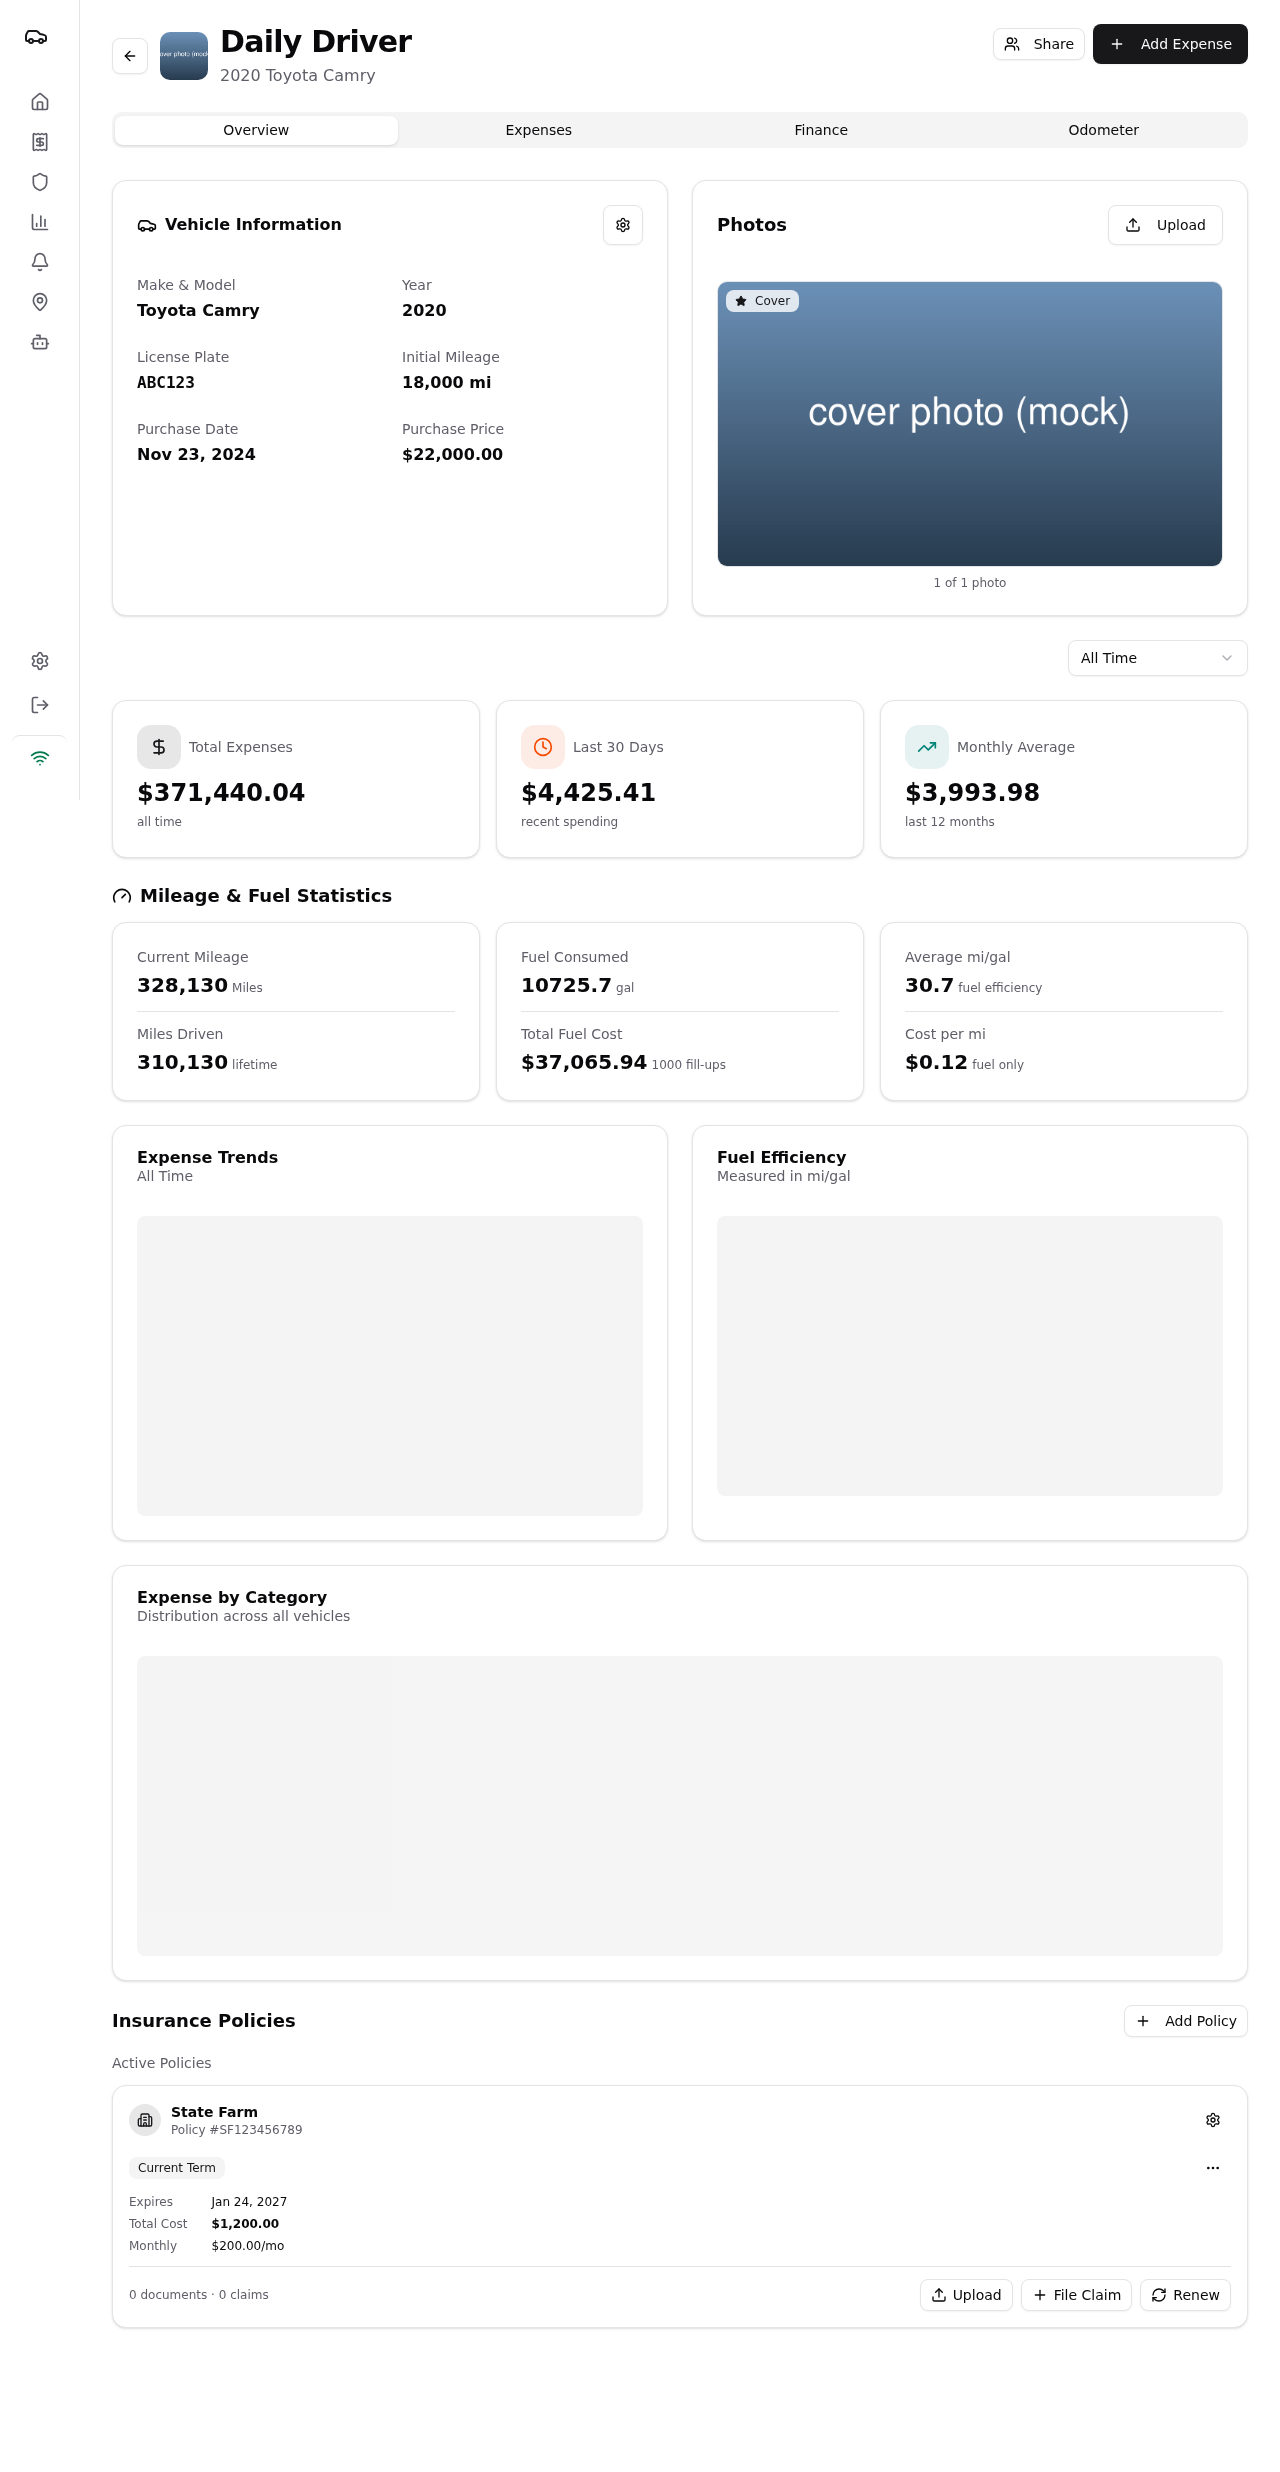 Daily Driver
2020 Toyota Camry
Share
Add Expense
Overview
Expenses
Finance
Odometer
Vehicle Information
Make & Model
Toyota Camry
Year
2020
License Plate
ABC123
Initial Mileage
18,000 mi
Purchase Date
Nov 23, 2024
Purchase Price
$22,000.00
Photos
Upload
Cover
cover photo (mock)
1 of 1 photo
All Time
Total Expenses
$371,440.04
all time
Last 30 Days
$4,425.41
recent spending
Monthly Average
$3,993.98
last 12 months
Mileage & Fuel Statistics
Current Mileage
328,130 Miles
Miles Driven
310,130 lifetime
Fuel Consumed
10725.7 gal
Total Fuel Cost
$37,065.94 1000 fill-ups
Average mi/gal
30.7 fuel efficiency
Cost per mi
$0.12 fuel only
Expense Trends
All Time
Fuel Efficiency
Measured in mi/gal
Expense by Category
Distribution across all vehicles
Insurance Policies
Add Policy
Active Policies
State Farm
Policy #SF123456789
Current Term
Expires Jan 24, 2027
Total Cost $1,200.00
Monthly $200.00/mo
0 documents · 0 claims
Upload
File Claim
Renew